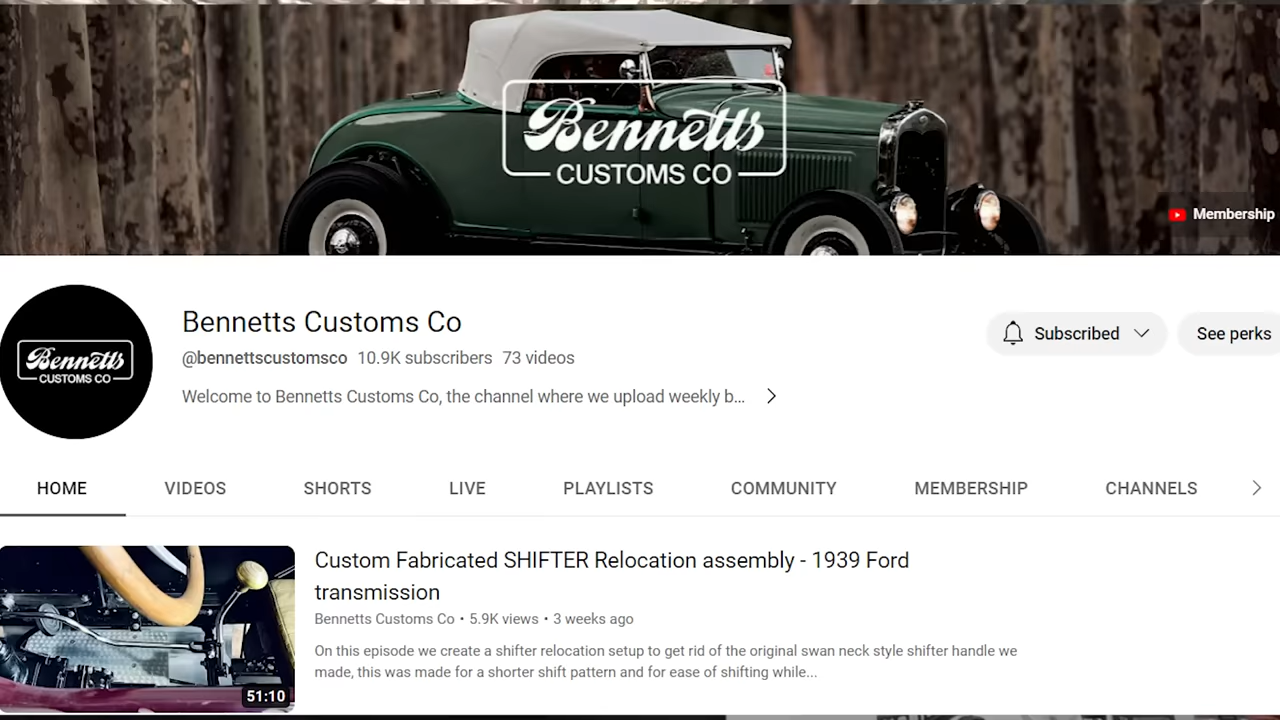 Bennetts
CUSTOMS CO
Membership
Bennetts
CUSTOMS CO
Bennetts Customs Co
@bennettscustomsco 10.9K subscribers 73 videos
Subscribed
See perks
Welcome to Bennetts Customs Co, the channel where we upload weekly b...
HOME VIDEOS SHORTS LIVE PLAYLISTS COMMUNITY MEMBERSHIP CHANNELS
Custom Fabricated SHIFTER Relocation assembly - 1939 Ford
transmission
Bennetts Customs Co • 5.9K views • 3 weeks ago
On this episode we create a shifter relocation setup to get rid of the original swan neck style shifter handle we
made, this was made for a shorter shift pattern and for ease of shifting while...
51:10